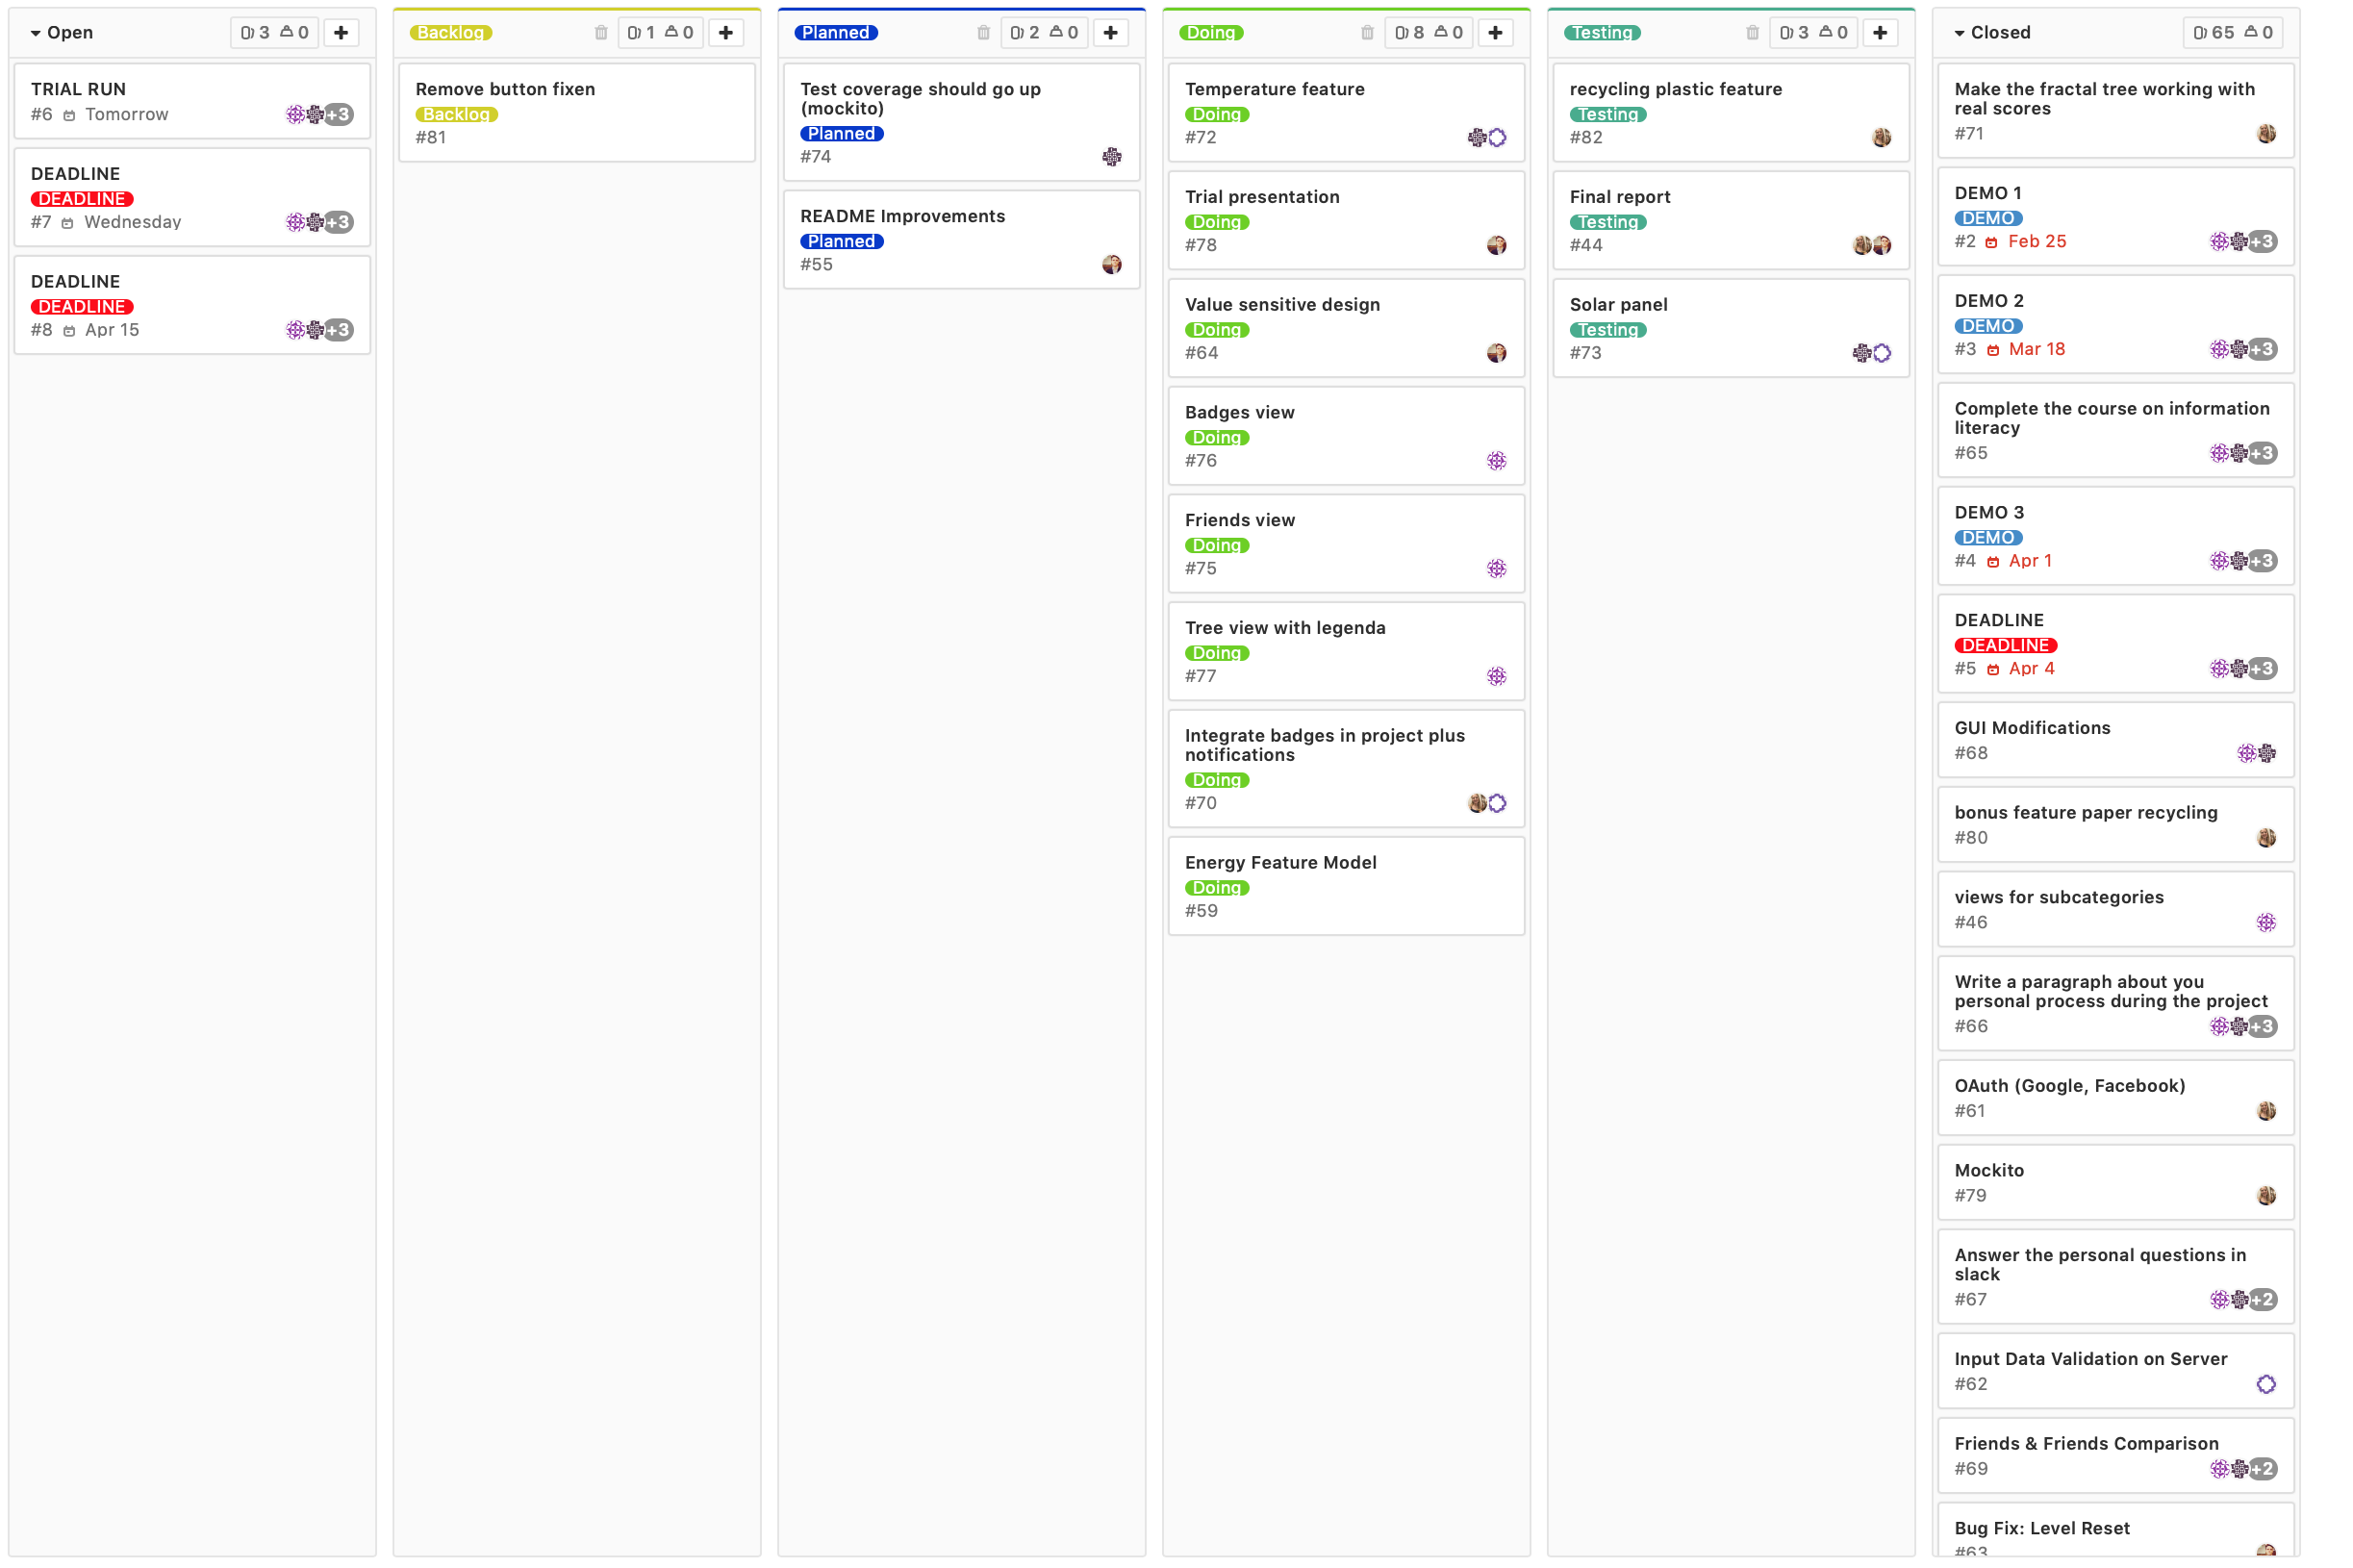 Open 3 0
TRIAL RUN
#6 Tomorrow +3
DEADLINE
DEADLINE
#7 Wednesday +3
DEADLINE
DEADLINE
#8 Apr 15 +3
Backlog 1 0
Remove button fixen
Backlog
#81
Planned 2 0
Test coverage should go up
(mockito)
Planned
#74
README Improvements
Planned
#55
Doing 8 0
Temperature feature
Doing
#72
Trial presentation
Doing
#78
Value sensitive design
Doing
#64
Badges view
Doing
#76
Friends view
Doing
#75
Tree view with legenda
Doing
#77
Integrate badges in project plus
notifications
Doing
#70
Energy Feature Model
Doing
#59
Testing 3 0
recycling plastic feature
Testing
#82
Final report
Testing
#44
Solar panel
Testing
#73
Closed 65 0
Make the fractal tree working with
real scores
#71
DEMO 1
DEMO
#2 Feb 25 +3
DEMO 2
DEMO
#3 Mar 18 +3
Complete the course on information
literacy
#65 +3
DEMO 3
DEMO
#4 Apr 1 +3
DEADLINE
DEADLINE
#5 Apr 4 +3
GUI Modifications
#68
bonus feature paper recycling
#80
views for subcategories
#46
Write a paragraph about you
personal process during the project
#66 +3
OAuth (Google, Facebook)
#61
Mockito
#79
Answer the personal questions in
slack
#67 +2
Input Data Validation on Server
#62
Friends & Friends Comparison
#69 +2
Bug Fix: Level Reset
#63